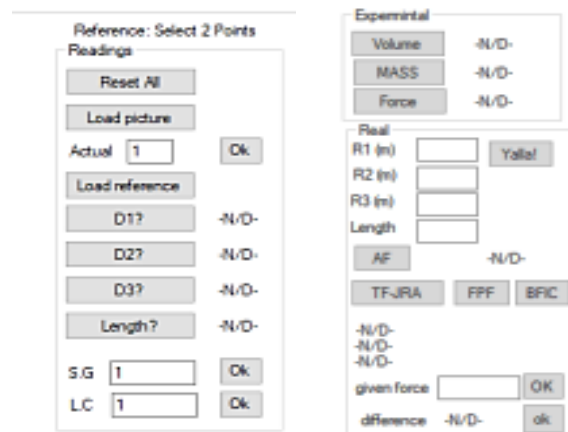 Reference: Select 2 Points
Readings
Reset All
Load picture
Actual 1 Ok
Load reference
D1? -N/D-
D2? -N/D-
D3? -N/D-
Length? -N/D-
S.G 1 Ok
L.C 1 Ok
Expermintal
Volume -N/D-
MASS -N/D-
Force -N/D-
Real
R1 (m) Yalla!
R2 (m)
R3 (m)
Length
AF -N/D-
TF-JRA FPF BFIC
-N/D-
-N/D-
-N/D-
given force OK
difference -N/D- ok